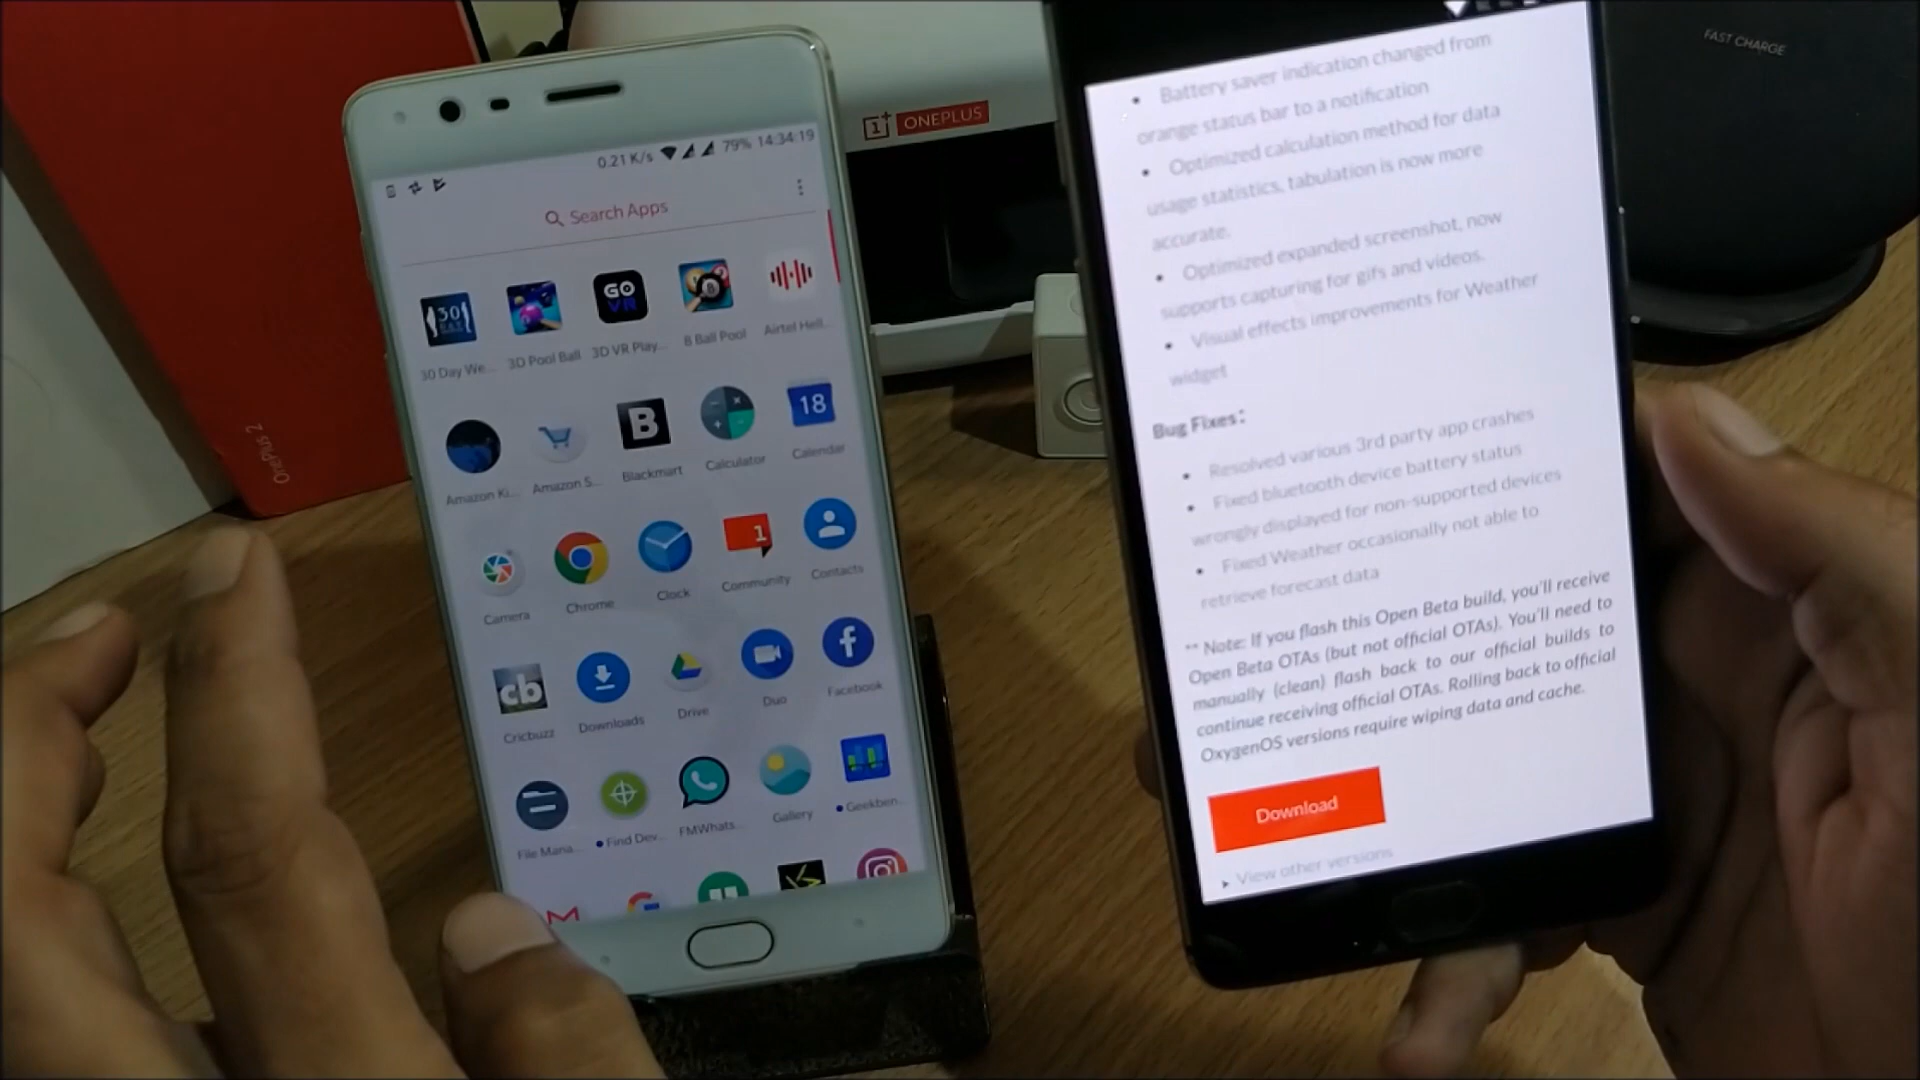 FAST CHARGE
1+ ONEPLUS
OnePlus 2
0.21 K/s 79% 14:34:19
Search Apps
30 DAY
GO
VR
8
30 Day We...
3D Pool Ball
3D VR Play...
8 Ball Pool
Airtel Hell...
B
18
Amazon Ki...
Amazon S...
Blackmart
Calculator
Calendar
1
Camera
Chrome
Clock
Community
Contacts
cb
f
Cricbuzz
Downloads
Drive
Duo
Facebook
File Mana...
Find Dev...
FMWhats...
Gallery
Geekben...
• Battery saver indication changed from
orange status bar to a notification
• Optimized calculation method for data
usage statistics, tabulation is now more
accurate.
• Optimized expanded screenshot, now
supports capturing for gifs and videos.
• Visual effects improvements for Weather
widget
Bug Fixes:
• Resolved various 3rd party app crashes
• Fixed bluetooth device battery status
wrongly displayed for non-supported devices
• Fixed Weather occasionally not able to
retrieve forecast data
** Note: If you flash this Open Beta build, you'll receive
Open Beta OTAs (but not official OTAs). You'll need to
manually (clean) flash back to our official builds to
continue receiving official OTAs. Rolling back to official
OxygenOS versions require wiping data and cache.
Download
View other versions